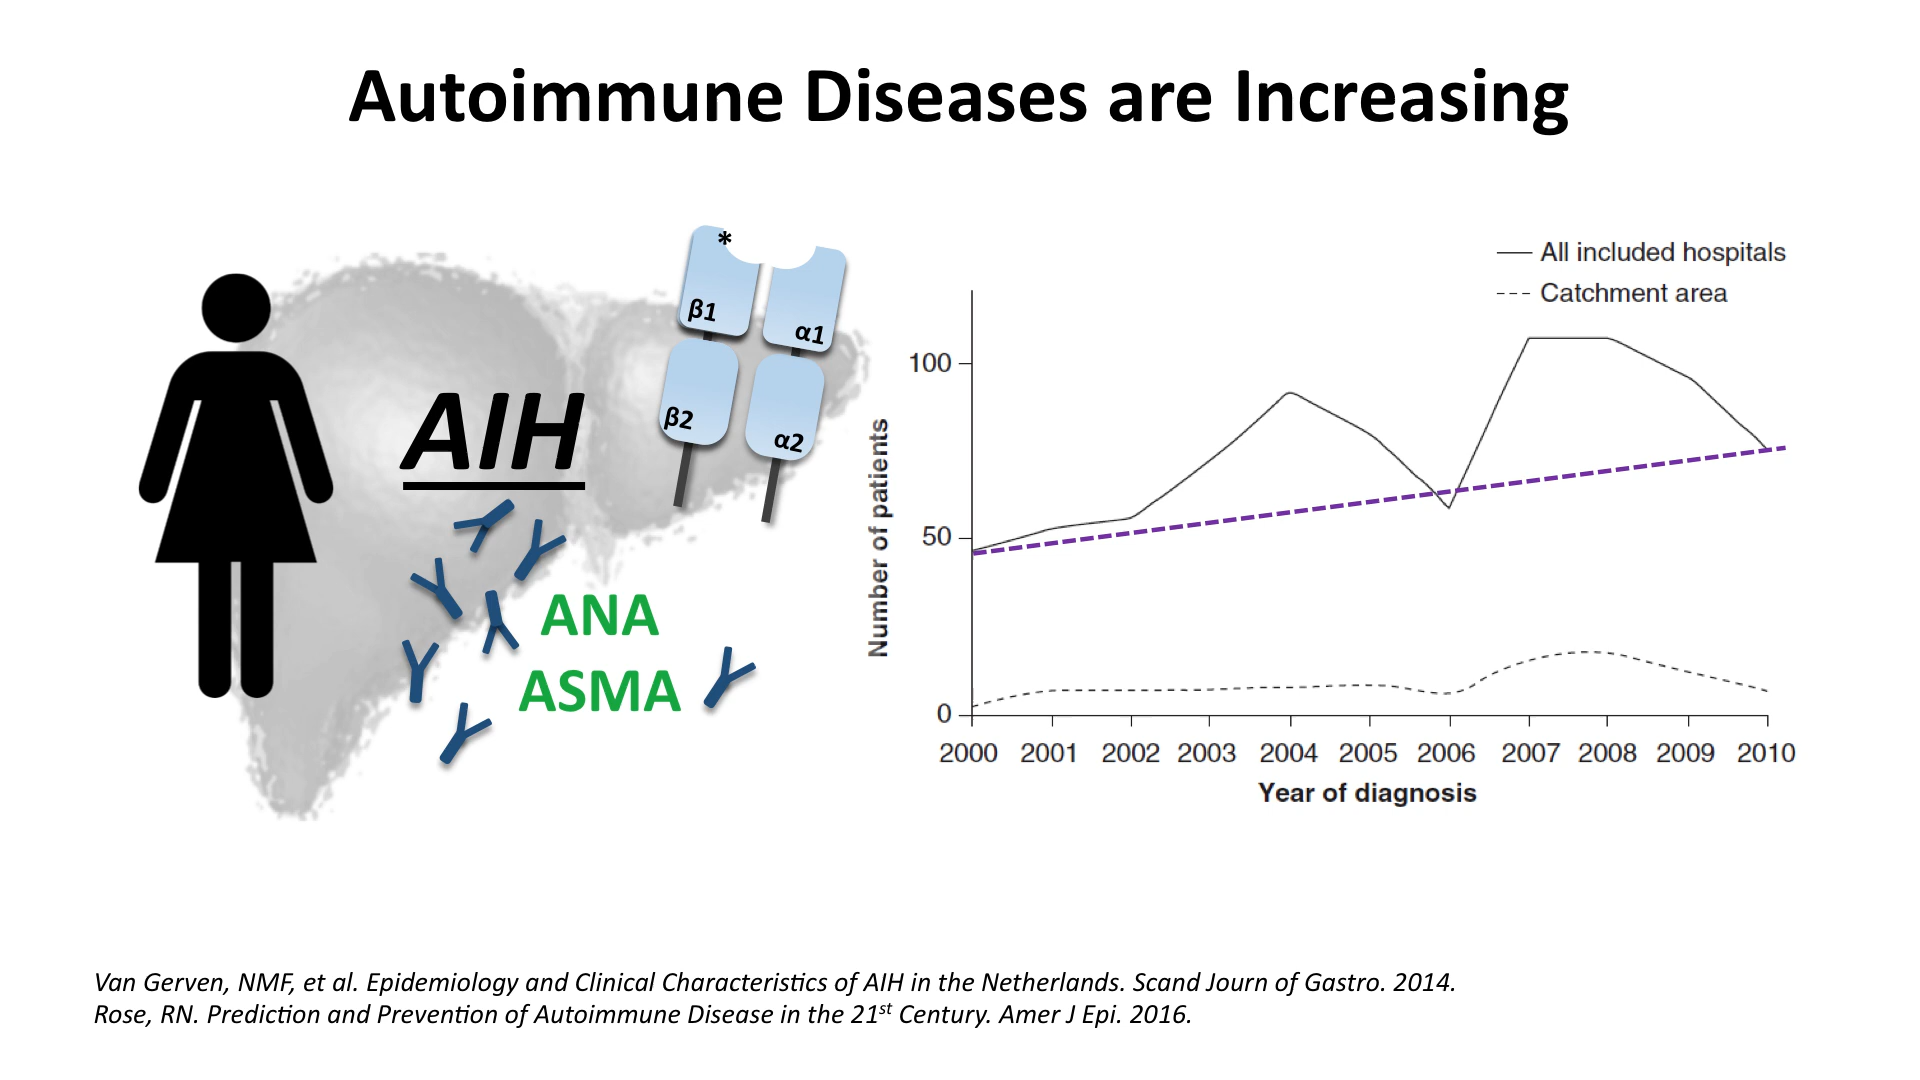 Autoimmune Diseases are Increasing
*
β1
α1
β2
α2
AIH
ANA
ASMA
All included hospitals
Catchment area
Number of patients
100
50
0
2000 2001 2002 2003 2004 2005 2006 2007 2008 2009 2010
Year of diagnosis
Van Gerven, NMF, et al. Epidemiology and Clinical Characteristics of AIH in the Netherlands. Scand Journ of Gastro. 2014.
Rose, RN. Prediction and Prevention of Autoimmune Disease in the 21st Century. Amer J Epi. 2016.